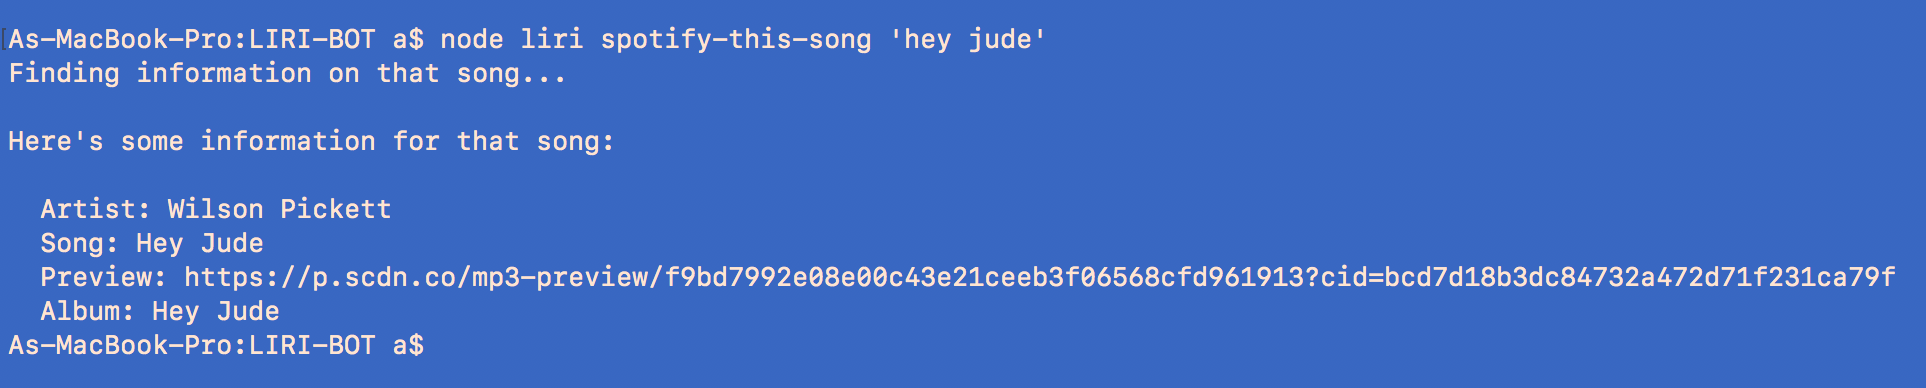 As-MacBook-Pro:LIRI-BOT a$ node liri spotify-this-song 'hey jude'
Finding information on that song...
Here's some information for that song:
Artist: Wilson Pickett
Song: Hey Jude
Preview: https://p.scdn.co/mp3-preview/f9bd7992e08e00c43e21ceeb3f06568cfd961913?cid=bcd7d18b3dc84732a472d71f231ca79f
Album: Hey Jude
As-MacBook-Pro:LIRI-BOT a$